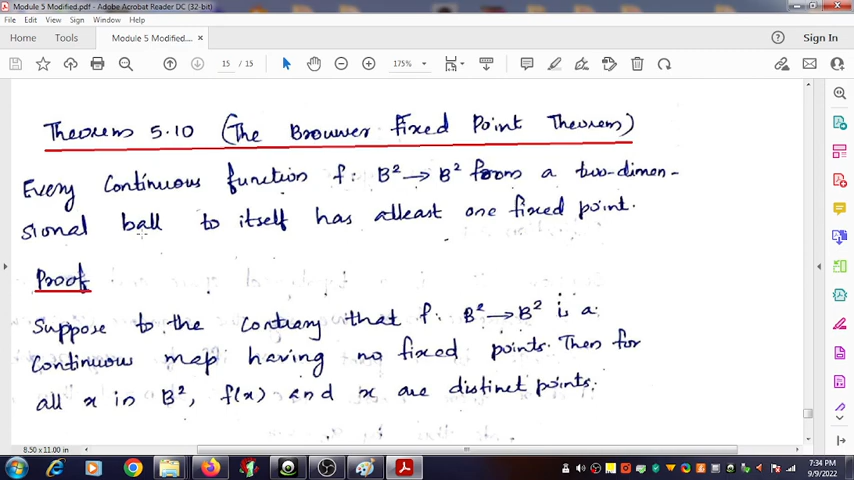 Module 5 Modified.pdf - Adobe Acrobat Reader DC (32-bit)
File Edit View Sign Window Help
Home Tools Module 5 Modified.... × Sign In
15 / 15 175%
Theorem 5.10 (The Brouwer Fixed Point Theorem)
Every Continuous function f: B² → B² from a two-dimen-
sional ball to itself has atleast one fixed point.
Proof
Suppose to the contrary that f: B² → B² is a
Continuous map having no fixed points. Then for
all x in B², f(x) and x are distinct points.
8.50 x 11.00 in
7:34 PM
9/9/2022